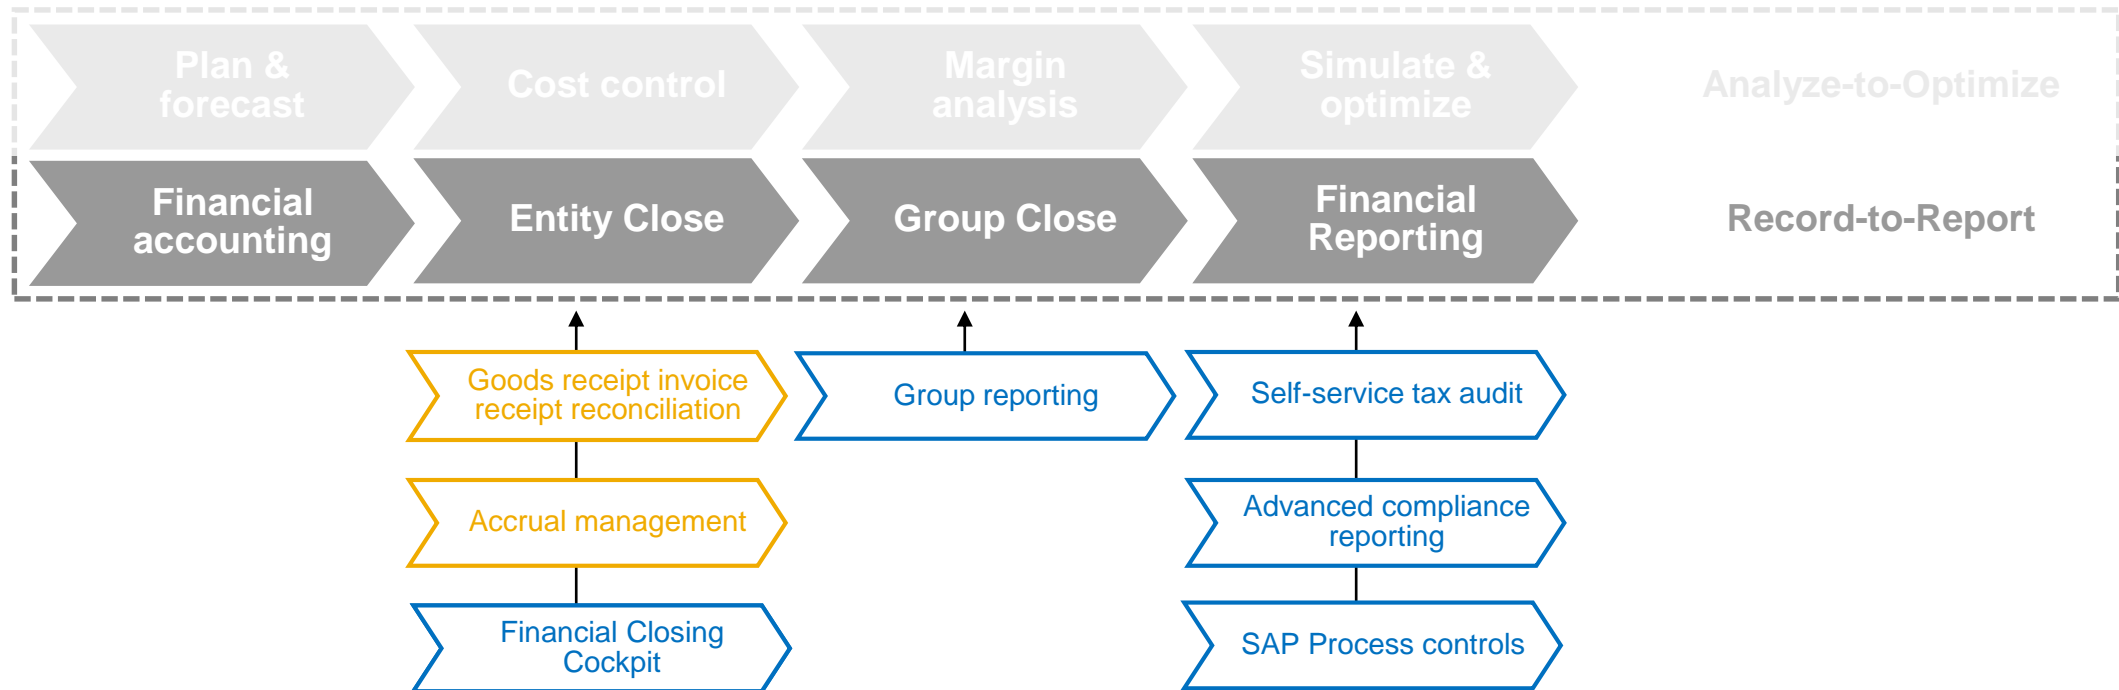 Plan &
forecast
Cost control
Margin
analysis
Simulate &
optimize
Analyze-to-Optimize
Financial
accounting
Entity Close
Group Close
Financial
Reporting
Record-to-Report
Goods receipt invoice
receipt reconciliation
Group reporting
Self-service tax audit
Accrual management
Advanced compliance
reporting
Financial Closing
Cockpit
SAP Process controls